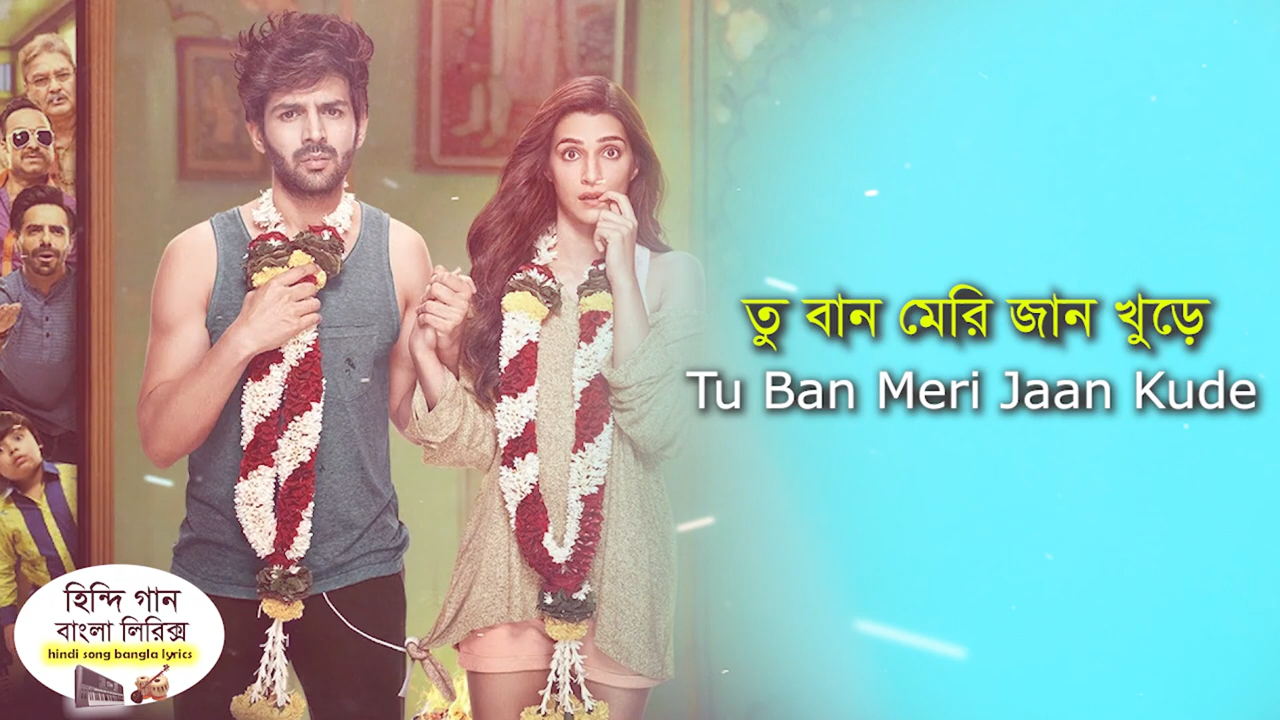 তু বান মেরি জান খুড়ে
Tu Ban Meri Jaan Kude
হিন্দি গান
বাংলা লিরিক্স
hindi song bangla lyrics